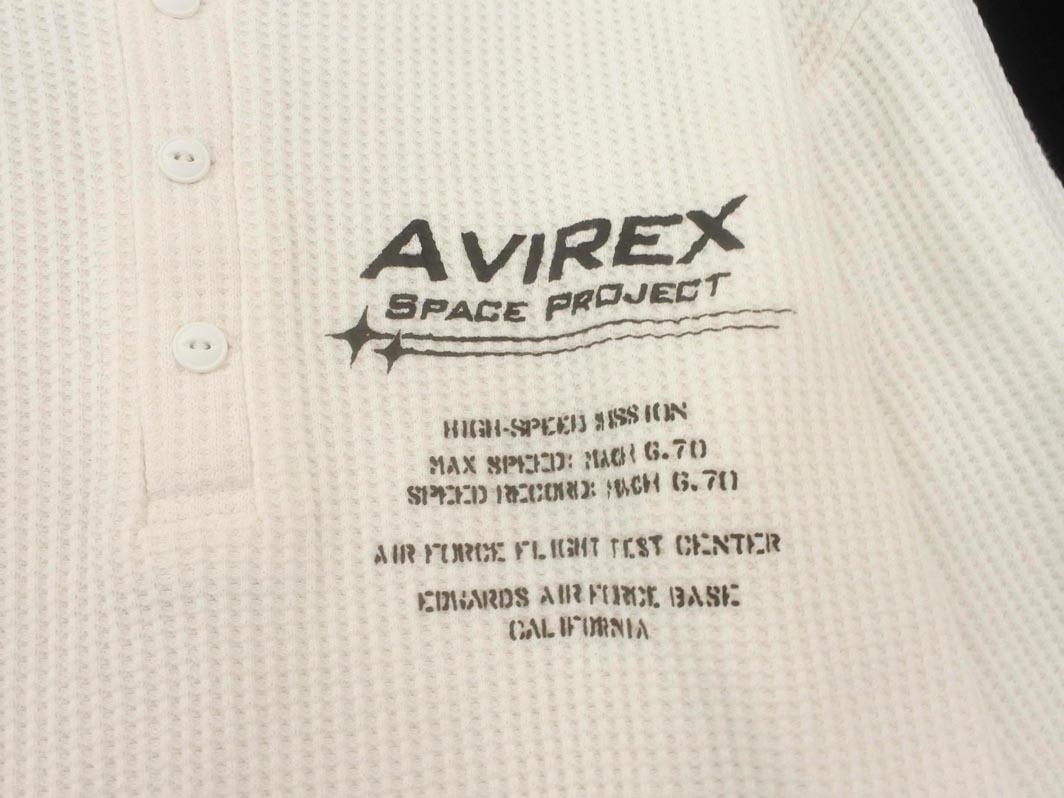 AVIREX
SPACE PROJECT
HIGH-SPEED MISSION
MAX SPEED: MACH 6.70
SPEED RECORD: MACH 6.70
AIR FORCE FLIGHT TEST CENTER
EDWARDS AIR FORCE BASE
CALIFORNIA